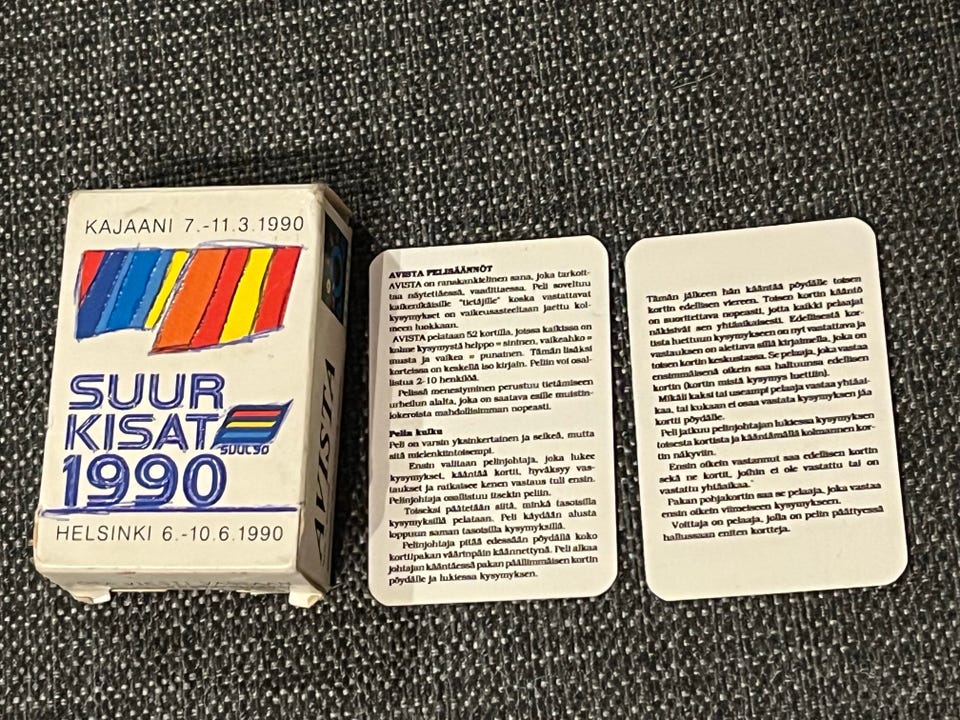 KAJAANI 7.-11.3.1990
SUUR
KISAT
SUUL90
1990
HELSINKI 6.-10.6.1990
AVISTA
AVISTA PELISÄÄNNÖT
AVISTA on ranskankielinen sana, joka tarkoit-
taa näytettäessä, vaadittaessa. Peli soveltuu
kaikenikäisille "tietäjille" koska vastattavat
kysymykset on vaikeusasteeltaan jaettu kol-
meen luokkaan.
AVISTA pelataan 52 kortilla, joissa kaikissa on
kolme kysymystä helppo = sininen, vaikeahko =
musta ja vaikea = punainen. Tämän lisäksi
korteissa on keskellä iso kirjain. Peliin voi osal-
listua 2-10 henkilöä.
Pelissä menestyminen perustuu tietämiseen
urheilun alalta, joka on saatava esille muistin-
lokeroista mahdollisimman nopeasti.
Pelin kulku
Peli on varsin yksinkertainen ja selkeä, mutta
sitä mielenkiintoisempi.
Ensin valitaan pelinjohtaja, joka lukee
kysymykset, kääntää kortit, hyväksyy vas-
taukset ja ratkaisee kenen vastaus tuli ensin.
Pelinjohtaja osallistuu itsekin peliin.
Toiseksi päätetään siitä, minkä tasoisilla
kysymyksillä pelataan. Peli käydään alusta
loppuun saman tasoisilla kysymyksillä.
Pelinjohtaja pitää edessään pöydällä koko
korttipakan väärinpäin käännettynä. Peli alkaa
johtajan kääntäessä pakan päällimmäisen kortin
pöydälle ja lukiessa kysymyksen.
Tämän jälkeen hän kääntää pöydälle toisen
kortin edellisen viereen. Toisen kortin kääntö
on suoritettava nopeasti, jotta kaikki pelaajat
näkisivät sen yhtäaikaisesti. Edellisestä kor-
tista luettuun kysymykseen on nyt vastattava ja
vastauksen on alettava sillä kirjaimella, joka on
toisen kortin keskustassa. Se pelaaja, joka vastaa
ensimmäisenä oikein saa haltuunsa edellisen
kortin (kortin mistä kysymys luettiin).
Mikäli kaksi tai useampi pelaaja vastaa yhtäai-
kaa, tai kukaan ei osaa vastata kysymyksen jää
kortti pöydälle.
Peli jatkuu pelinjohtajan lukiessa kysymyksen
toisesta kortista ja kääntämällä kolmannen kor-
tin näkyviin.
Ensin oikein vastannut saa edellisen kortin
sekä ne kortit, joihin ei ole vastattu tai on
vastattu yhtäaikaa.
Pakan pohjakortin saa se pelaaja, joka vastaa
ensin oikein viimeiseen kysymykseen.
Voittaja on pelaaja, jolla on pelin päättyessä
hallussaan eniten kortteja.